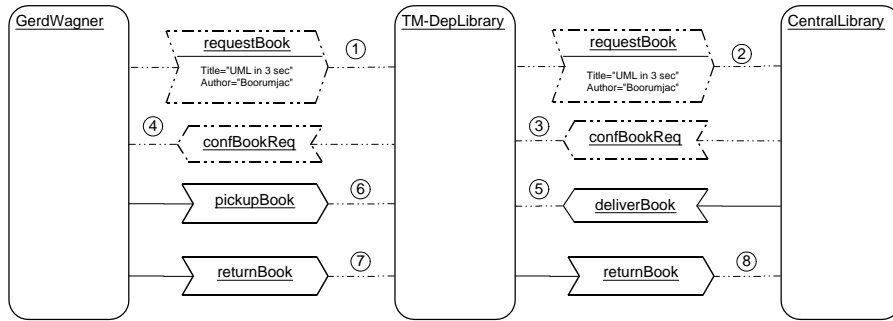 GerdWagner
TM-DepLibrary
CentralLibrary
requestBook
1
Title="UML in 3 sec"
Author="Boorumjac"
requestBook
2
Title="UML in 3 sec"
Author="Boorumjac"
4
confBookReq
3
confBookReq
pickupBook
6
5
deliverBook
returnBook
7
returnBook
8